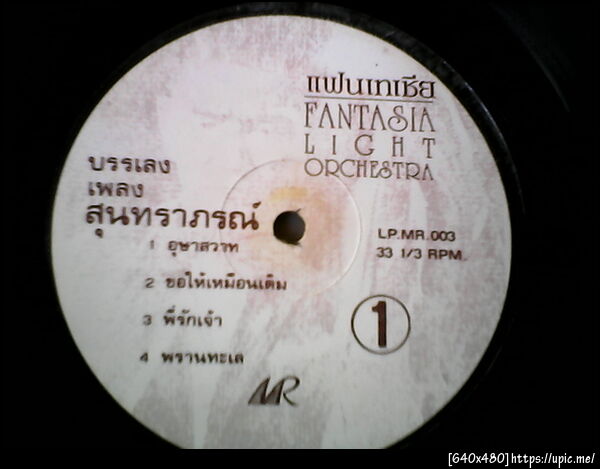 แฟนเทเชีย
FANTASIA
LIGHT
ORCHESTRA
บรรเลง
เพลง
สุนทราภรณ์
1 อุษาสวาท
2 ขอให้เหมือนเดิม
3 พี่รักเจ้า
4 พรานทะเล
LP.MR.003
33 1/3 RPM.
1
MR
[640x480]https://upic.me/